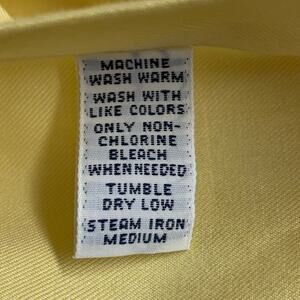 MACHINE
WASH WARM
WASH WITH
LIKE COLORS
ONLY NON-
CHLORINE
BLEACH
WHEN NEEDED
TUMBLE
DRY LOW
STEAM IRON
MEDIUM